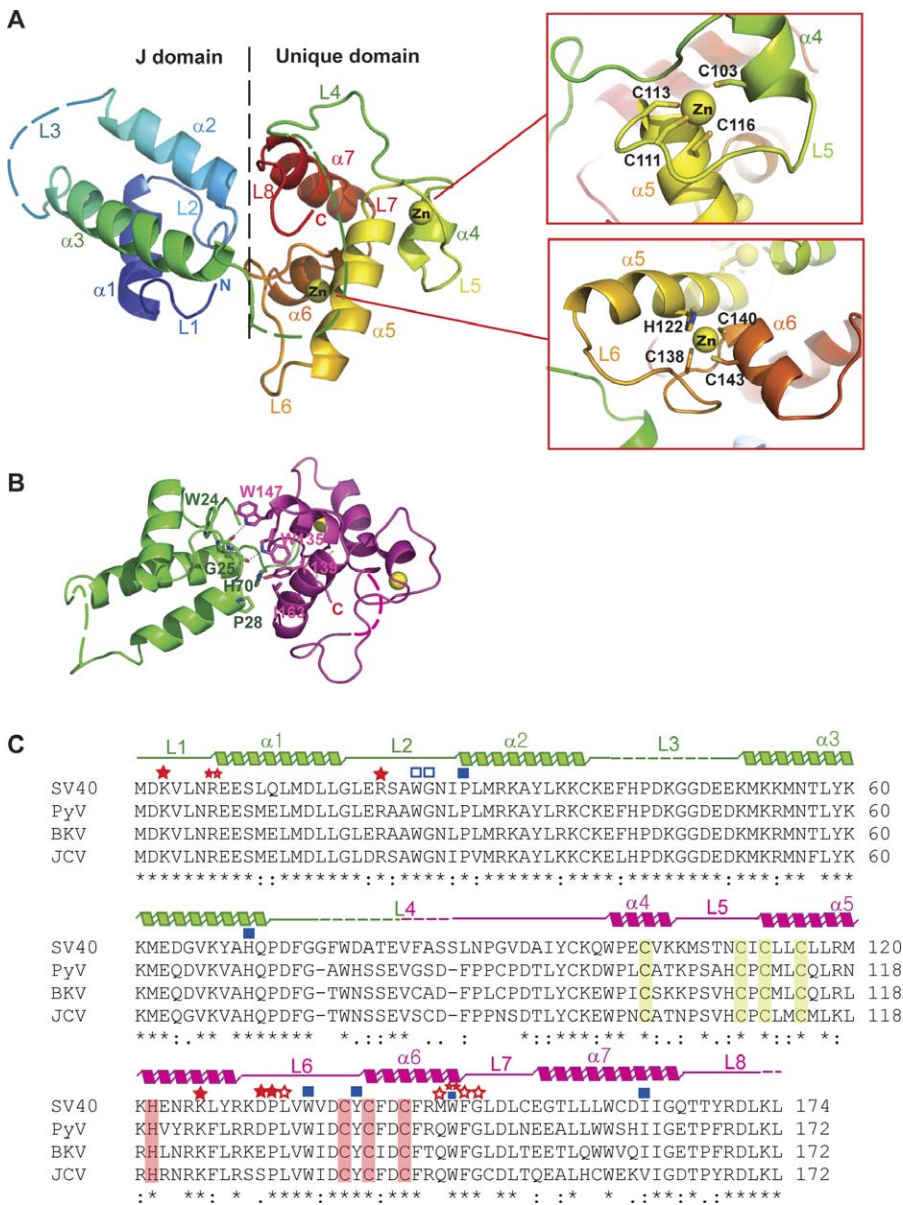 A
J domain
Unique domain
L3
α2
α3
L2
α1
N
L1
L4
α7
L8
C
L7
Zn
α4
L5
Zn
α6
α5
L6
α4
C103
C113
Zn
C116
C111
L5
α5
α5
H122
C140
α6
Zn
L6
C138
C143
B
W24
W147
W135
G25
Y139
H70
I163
C
P28
C
L1 α1 L2 α2 L3 α3
SV40 MDKVLNREESLQLMDLLGLERSAWGNIPLMRKAYLKKCKEFHPDKGGDEEKMKKMNTLYK 60
PyV MDKVLNREESMELMDLLGLERAAWGNLPLMRKAYLRKCKEFHPDKGGDEDKMKRMNTLYK 60
BKV MDKVLNREESMELMDLLGLERAAWGNLPLMRKAYLKKCKEFHPDKGGDEDKMKRMNTLYK 60
JCV MDKVLNREESMELMDLLGLDRSAWGNIPVMRKAYLKKCKELHPDKGGDEDKMKRMNFLYK 60
**********::*******:*:****:*:******:****:********:***:** ***
L4 α4 L5 α5
SV40 KMEDGVKYAHQPDFGGFWDATEVFASSLNPGVDAIYCKQWPECVKKMSTNCICLLCLLRM 120
PyV KMEQDVKVAHQPDFG-AWHSSEVGSD-FPPCPDTLYCKDWPLCATKPSAHCPCMLCQLRN 118
BKV KMEQDVKVAHQPDFG-TWNSSEVCAD-FPLCPDTLYCKEWPICSKKPSVHCPCMLCQLRL 118
JCV KMEQGVKVAHQPDFG-TWNSSEVSCD-FPPNPDTLYCKEWPNCATNPSVHCPCLMCMLKL 118
L6 α6 L7 α7 L8
SV40 KHENRKLYRKDPLVWVDCYCFDCFRMWFGLDLCEGTLLLWCDIIGQTTYRDLKL 174
PyV KHVYRKFLRRDPLVWIDCYCFDCFRQWFGLDLTEEALLWWSHIIGETPFRDLKL 172
BKV RHLNRKFLRKEPLVWIDCYCIDCFTQWFGLDLTEETLQWWVQIIGETPFRDLKL 172
JCV RHRNRKFLRSSPLVWIDCYCFDCFRQWFGCDLTQEALHCWEKVIGDTPYRDLKL 172